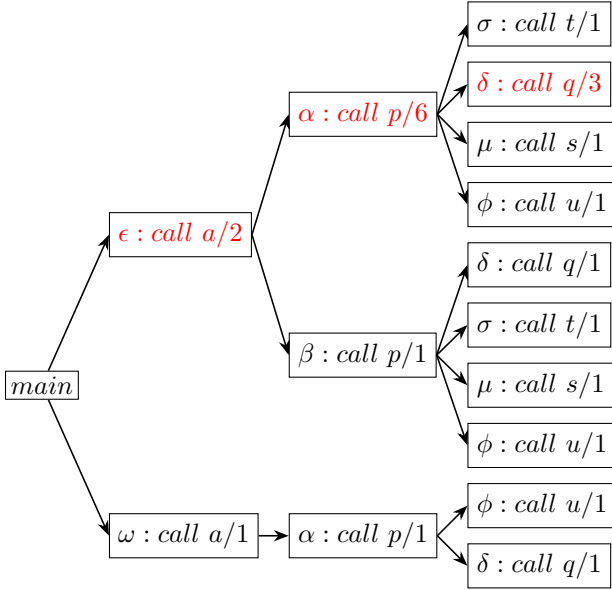 σ : call t/1
δ : call q/3
α : call p/6
μ : call s/1
φ : call u/1
ϵ : call a/2
δ : call q/1
σ : call t/1
β : call p/1
μ : call s/1
main
φ : call u/1
φ : call u/1
ω : call a/1
α : call p/1
δ : call q/1